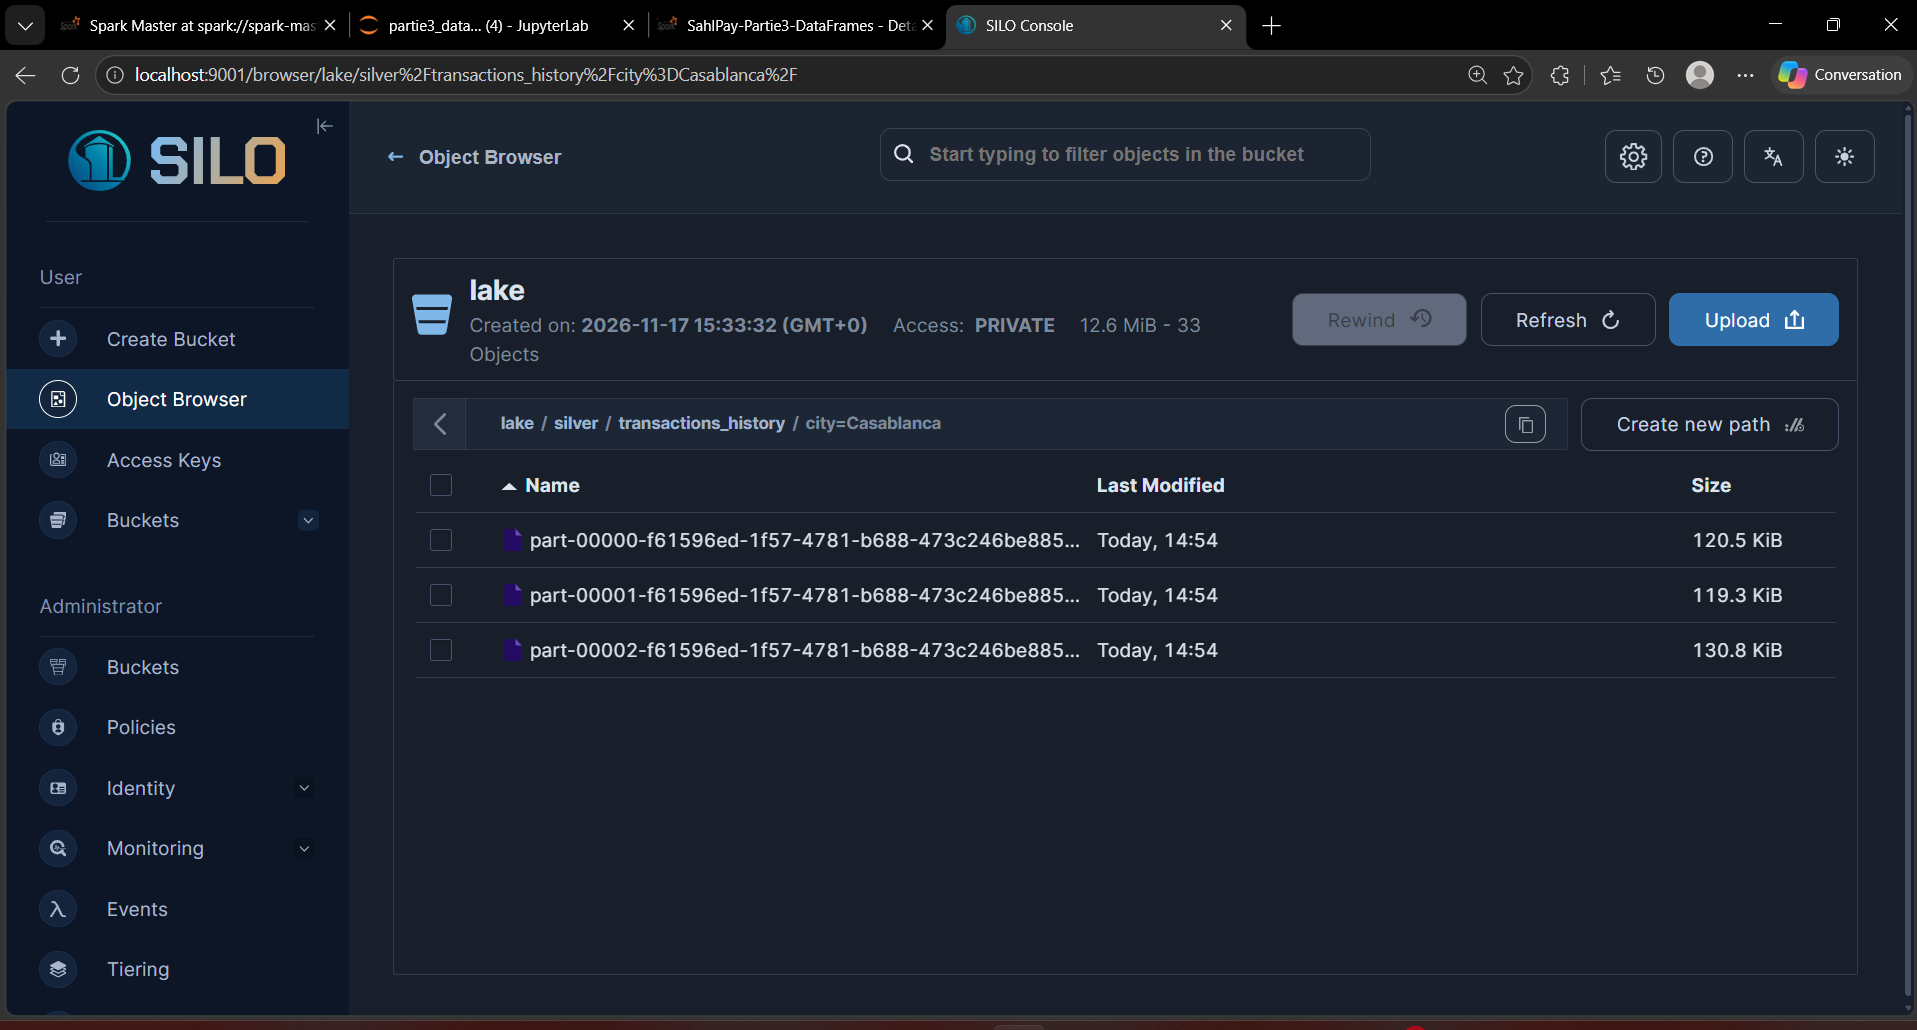 Spark Master at spark://spark-mas
partie3_data... (4) - JupyterLab
SahlPay-Partie3-DataFrames - Deta
SILO Console
localhost:9001/browser/lake/silver%2Ftransactions_history%2Fcity%3DCasablanca%2F
Conversation
SILO
Object Browser
Start typing to filter objects in the bucket
User
Create Bucket
Object Browser
Access Keys
Buckets
Administrator
Buckets
Policies
Identity
Monitoring
Events
Tiering
lake
Created on: 2026-11-17 15:33:32 (GMT+0) Access: PRIVATE 12.6 MiB - 33
Objects
Rewind
Refresh
Upload
lake / silver / transactions_history / city=Casablanca
Create new path
Name Last Modified Size
part-00000-f61596ed-1f57-4781-b688-473c246be885... Today, 14:54 120.5 KiB
part-00001-f61596ed-1f57-4781-b688-473c246be885... Today, 14:54 119.3 KiB
part-00002-f61596ed-1f57-4781-b688-473c246be885... Today, 14:54 130.8 KiB